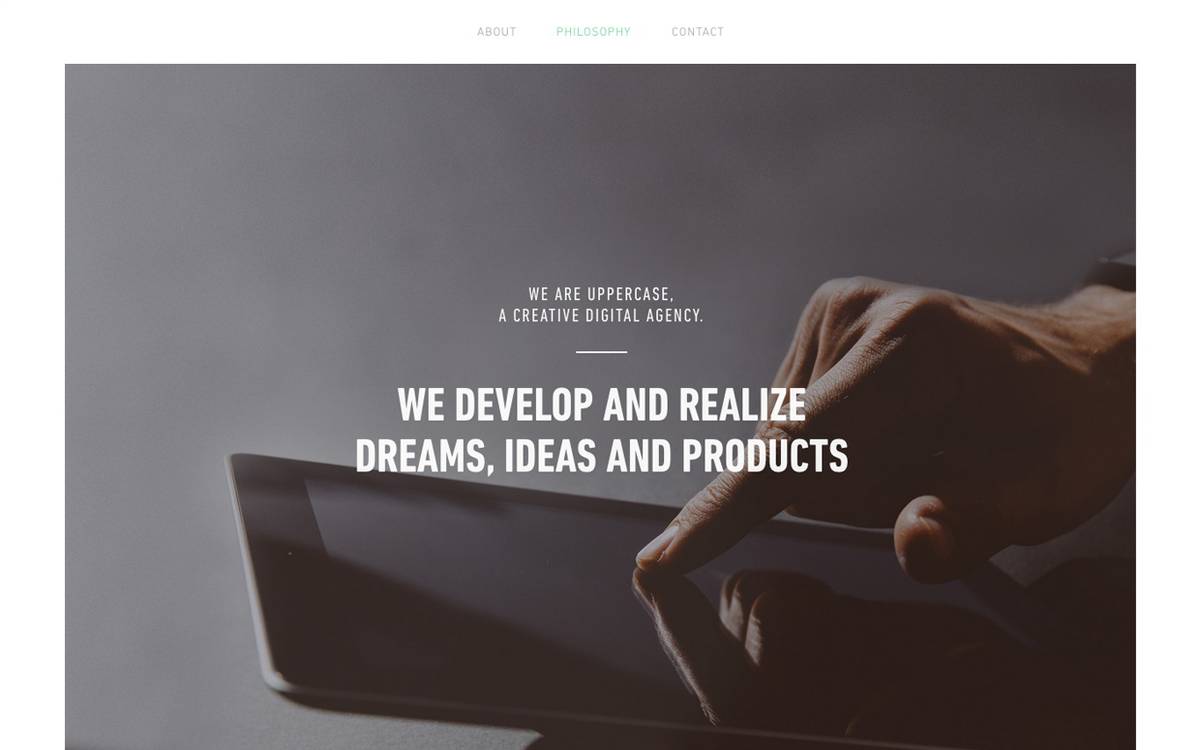 ABOUT PHILOSOPHY CONTACT
WE ARE UPPERCASE,
A CREATIVE DIGITAL AGENCY.
WE DEVELOP AND REALIZE
DREAMS, IDEAS AND PRODUCTS